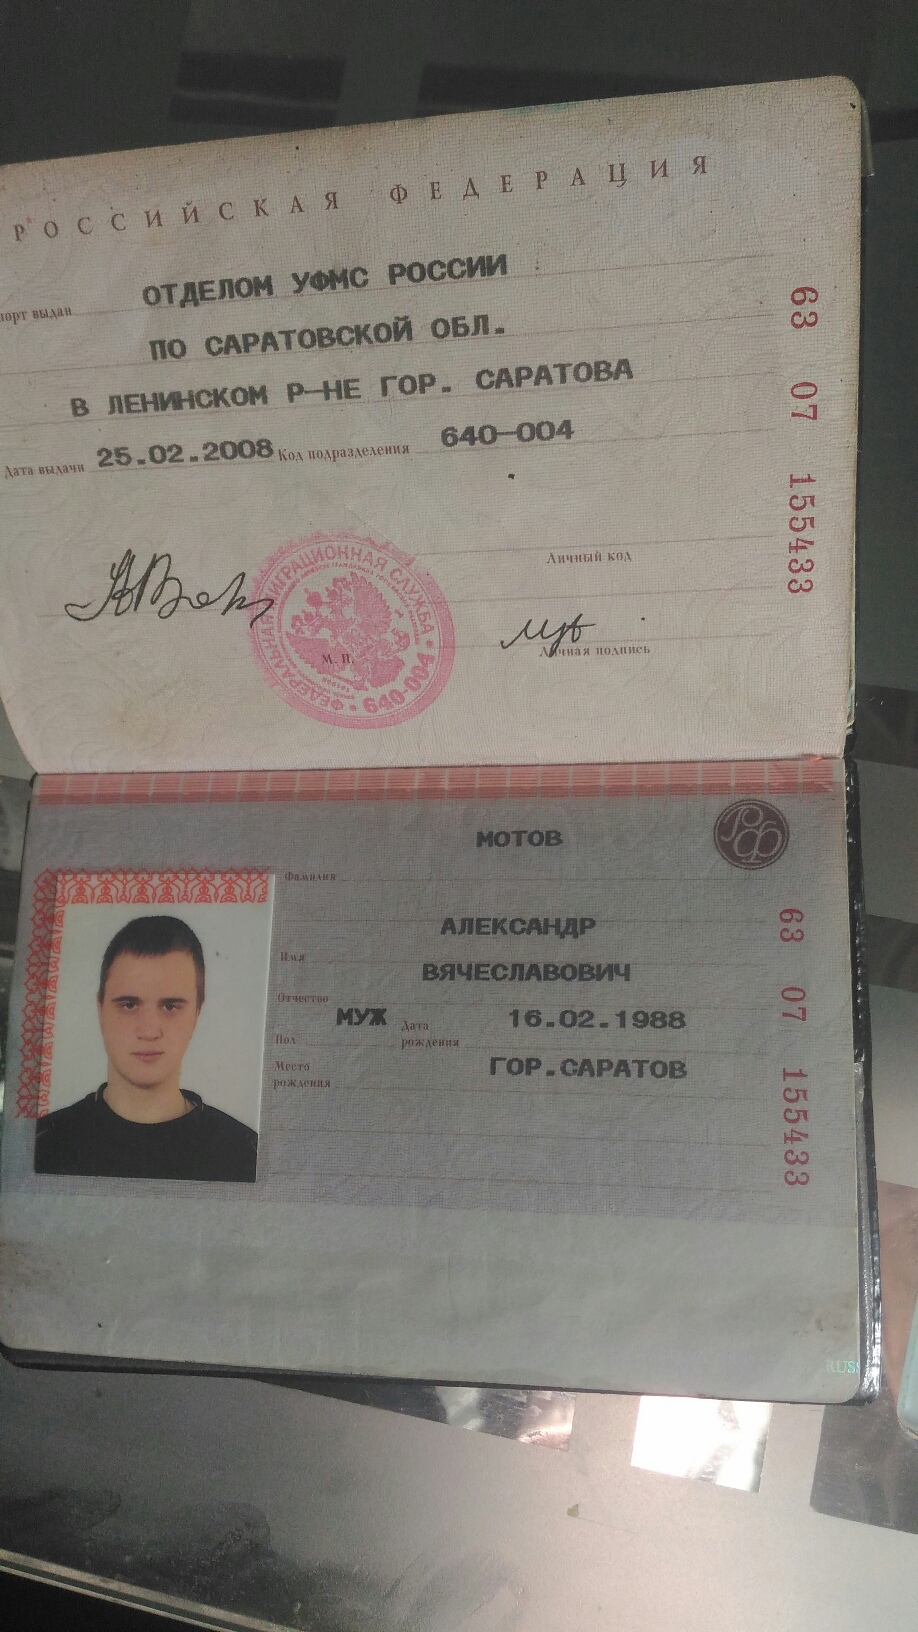 РОССИЙСКАЯ ФЕДЕРАЦИЯ
выдан ОТДЕЛОМ УФМС РОССИИ
ПО САРАТОВСКОЙ ОБЛ.
В ЛЕНИНСКОМ Р-НЕ ГОР. САРАТОВА
Дата выдачи 25.02.2008 Код подразделения 640-004
63 07 155433
Личный код
М. П.
Личная подпись
ФЕДЕРАЛЬНАЯ МИГРАЦИОННАЯ СЛУЖБА • 640-004 •
РФ
МОТОВ
Фамилия
АЛЕКСАНДР
Имя
ВЯЧЕСЛАВОВИЧ
Отчество
МУЖ Дата 16.02.1988
Пол рождения
Место ГОР.САРАТОВ
рождения
63 07 155433
RUS